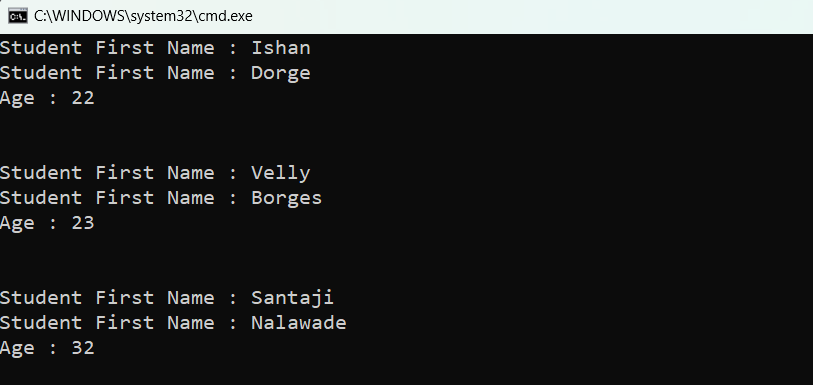 C:\WINDOWS\system32\cmd.exe
Student First Name : Ishan
Student First Name : Dorge
Age : 22
Student First Name : Velly
Student First Name : Borges
Age : 23
Student First Name : Santaji
Student First Name : Nalawade
Age : 32